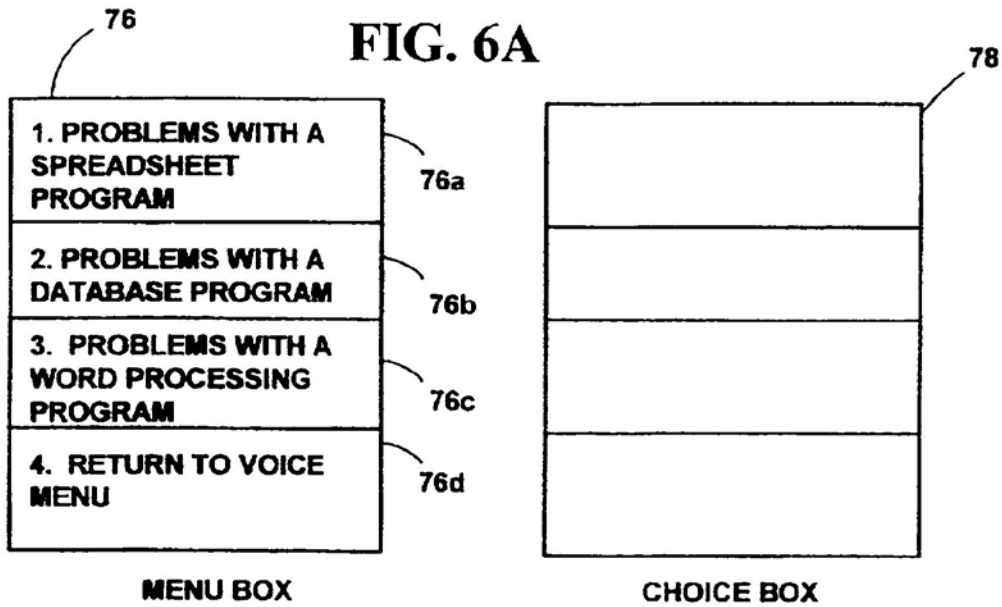 76
FIG. 6A
78
1. PROBLEMS WITH A
SPREADSHEET
PROGRAM
76a
2. PROBLEMS WITH A
DATABASE PROGRAM
76b
3. PROBLEMS WITH A
WORD PROCESSING
PROGRAM
76c
4. RETURN TO VOICE
MENU
76d
MENU BOX
CHOICE BOX